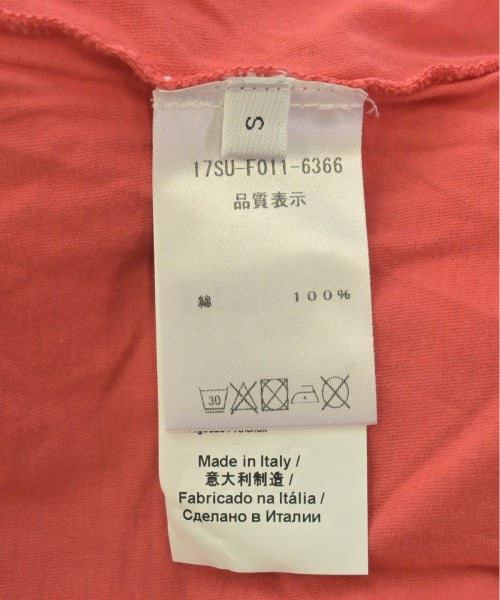 S
17SU-F011-6366
品質表示
綿 100%
30
Made in Italy /
意大利制造 /
Fabricado na Itália /
Сделано в Италии